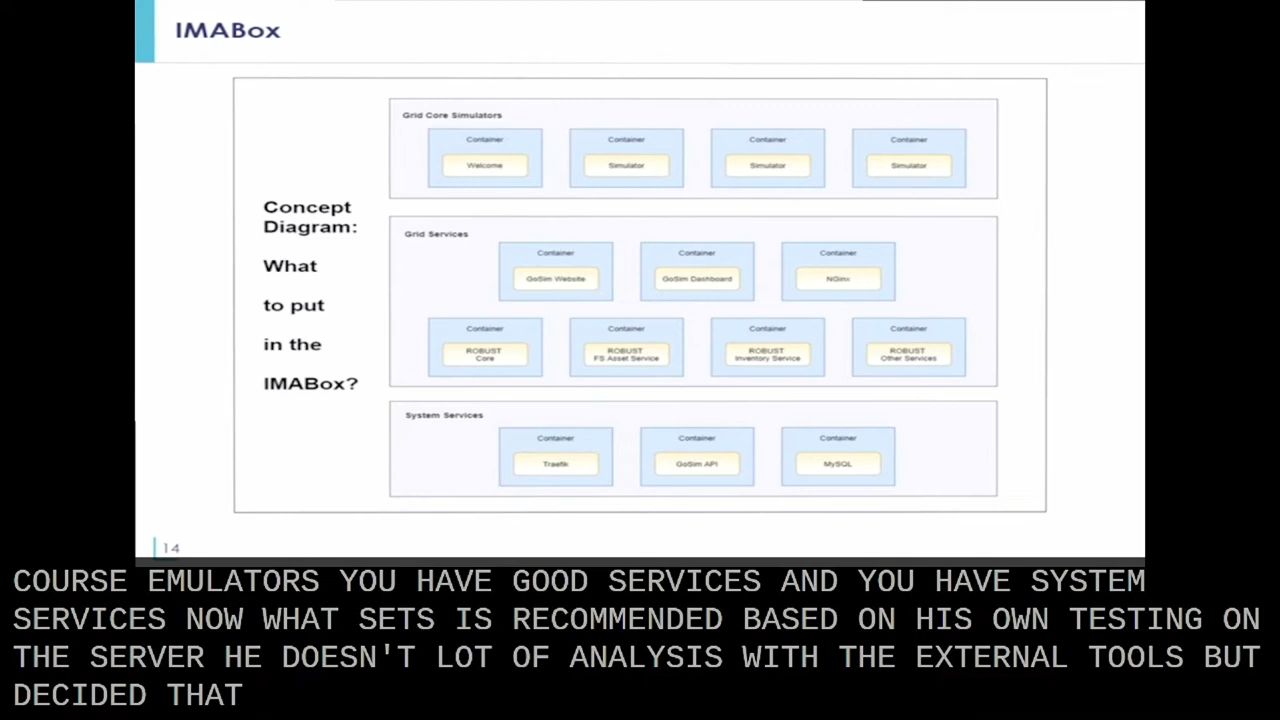 IMABox
Grid Core Simulators
Container
Container
Container
Container
Welcome
Simulator
Simulator
Simulator
Concept
Diagram:
What
to put
in the
IMABox?
Grid Services
Container
Container
Container
GoSim Website
GoSim Dashboard
NGinx
Container
Container
Container
Container
ROBUST
Core
ROBUST
FS Asset Service
ROBUST
Inventory Service
ROBUST
Other Services
System Services
Container
Container
Container
Traefik
GoSim API
MySQL
14
COURSE EMULATORS YOU HAVE GOOD SERVICES AND YOU HAVE SYSTEM
SERVICES NOW WHAT SETS IS RECOMMENDED BASED ON HIS OWN TESTING ON
THE SERVER HE DOESN'T LOT OF ANALYSIS WITH THE EXTERNAL TOOLS BUT
DECIDED THAT